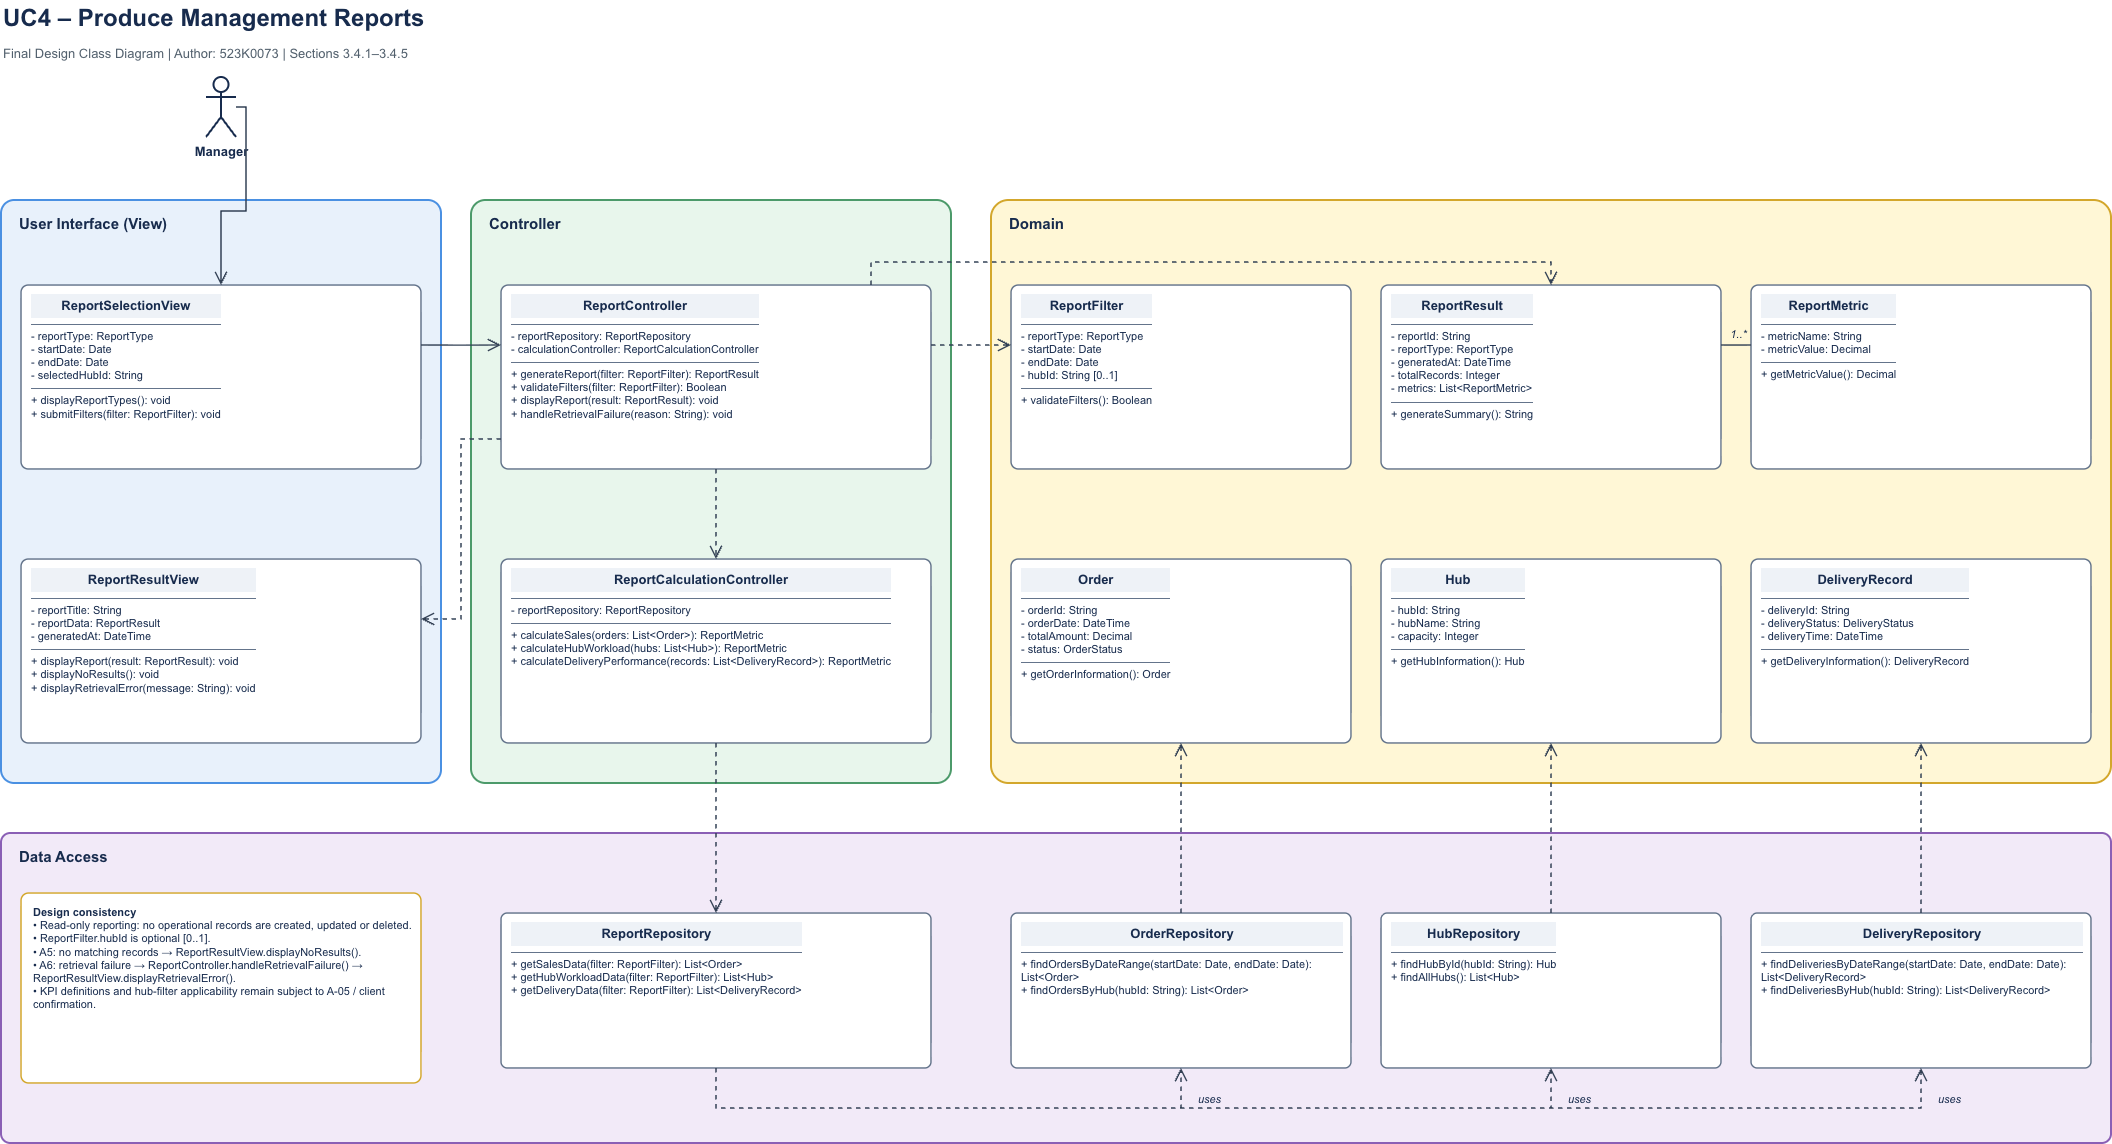 UC4 – Produce Management Reports
Final Design Class Diagram | Author: 523K0073 | Sections 3.4.1–3.4.5
Manager
User Interface (View)
ReportSelectionView
- reportType: ReportType
- startDate: Date
- endDate: Date
- selectedHubId: String
+ displayReportTypes(): void
+ submitFilters(filter: ReportFilter): void
ReportResultView
- reportTitle: String
- reportData: ReportResult
- generatedAt: DateTime
+ displayReport(result: ReportResult): void
+ displayNoResults(): void
+ displayRetrievalError(message: String): void
Controller
ReportController
- reportRepository: ReportRepository
- calculationController: ReportCalculationController
+ generateReport(filter: ReportFilter): ReportResult
+ validateFilters(filter: ReportFilter): Boolean
+ displayReport(result: ReportResult): void
+ handleRetrievalFailure(reason: String): void
ReportCalculationController
- reportRepository: ReportRepository
+ calculateSales(orders: List<Order>): ReportMetric
+ calculateHubWorkload(hubs: List<Hub>): ReportMetric
+ calculateDeliveryPerformance(records: List<DeliveryRecord>): ReportMetric
Domain
ReportFilter
- reportType: ReportType
- startDate: Date
- endDate: Date
- hubId: String [0..1]
+ validateFilters(): Boolean
ReportResult
- reportId: String
- reportType: ReportType
- generatedAt: DateTime
- totalRecords: Integer
- metrics: List<ReportMetric>
+ generateSummary(): String
1..*
ReportMetric
- metricName: String
- metricValue: Decimal
+ getMetricValue(): Decimal
Order
- orderId: String
- orderDate: DateTime
- totalAmount: Decimal
- status: OrderStatus
+ getOrderInformation(): Order
Hub
- hubId: String
- hubName: String
- capacity: Integer
+ getHubInformation(): Hub
DeliveryRecord
- deliveryId: String
- deliveryStatus: DeliveryStatus
- deliveryTime: DateTime
+ getDeliveryInformation(): DeliveryRecord
Data Access
Design consistency
• Read-only reporting: no operational records are created, updated or deleted.
• ReportFilter.hubId is optional [0..1].
• A5: no matching records → ReportResultView.displayNoResults().
• A6: retrieval failure → ReportController.handleRetrievalFailure() →
ReportResultView.displayRetrievalError().
• KPI definitions and hub-filter applicability remain subject to A-05 / client
confirmation.
ReportRepository
+ getSalesData(filter: ReportFilter): List<Order>
+ getHubWorkloadData(filter: ReportFilter): List<Hub>
+ getDeliveryData(filter: ReportFilter): List<DeliveryRecord>
OrderRepository
+ findOrdersByDateRange(startDate: Date, endDate: Date):
List<Order>
+ findOrdersByHub(hubId: String): List<Order>
HubRepository
+ findHubById(hubId: String): Hub
+ findAllHubs(): List<Hub>
DeliveryRepository
+ findDeliveriesByDateRange(startDate: Date, endDate: Date):
List<DeliveryRecord>
+ findDeliveriesByHub(hubId: String): List<DeliveryRecord>
uses
uses
uses